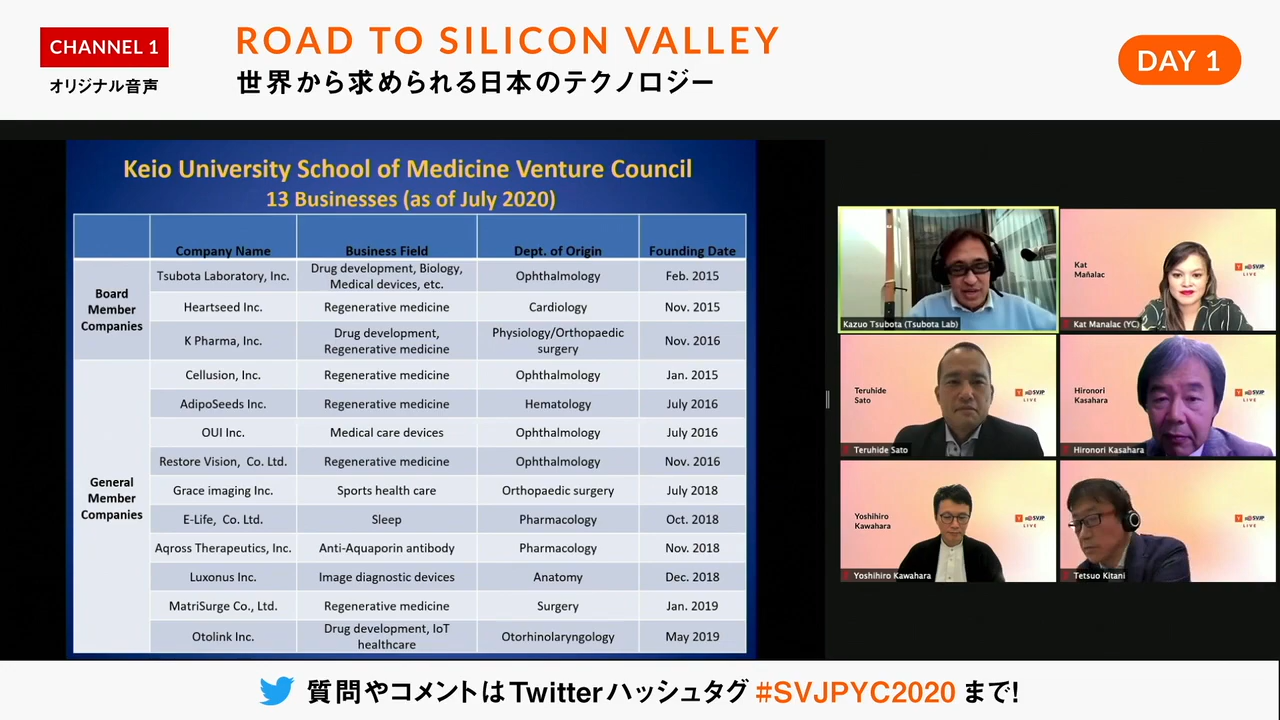 CHANNEL 1
オリジナル音声
ROAD TO SILICON VALLEY
世界から求められる日本のテクノロジー
DAY 1
Keio University School of Medicine Venture Council
13 Businesses (as of July 2020)
Company Name Business Field Dept. of Origin Founding Date
Board Member Companies
Tsubota Laboratory, Inc. Drug development, Biology, Medical devices, etc. Ophthalmology Feb. 2015
Heartseed Inc. Regenerative medicine Cardiology Nov. 2015
K Pharma, Inc. Drug development, Regenerative medicine Physiology/Orthopaedic surgery Nov. 2016
General Member Companies
Cellusion, Inc. Regenerative medicine Ophthalmology Jan. 2015
AdipoSeeds Inc. Regenerative medicine Hematology July 2016
OUI Inc. Medical care devices Ophthalmology July 2016
Restore Vision, Co. Ltd. Regenerative medicine Ophthalmology Nov. 2016
Grace imaging Inc. Sports health care Orthopaedic surgery July 2018
E-Life, Co. Ltd. Sleep Pharmacology Oct. 2018
Aqross Therapeutics, Inc. Anti-Aquaporin antibody Pharmacology Nov. 2018
Luxonus Inc. Image diagnostic devices Anatomy Dec. 2018
MatriSurge Co., Ltd. Regenerative medicine Surgery Jan. 2019
Otolink Inc. Drug development, IoT healthcare Otorhinolaryngology May 2019
Kazuo Tsubota (Tsubota Lab)
Kat
Mañalac
Y @SVJP
LIVE
Kat Manalac (YC)
Teruhide
Sato
Y @SVJP
LIVE
Teruhide Sato
Hironori
Kasahara
Y @SVJP
LIVE
Hironori Kasahara
Yoshihiro
Kawahara
Y @SVJP
LIVE
Yoshihiro Kawahara
Y @SVJP
LIVE
Tetsuo Kitani
質問やコメントはTwitterハッシュタグ #SVJPYC2020 まで!